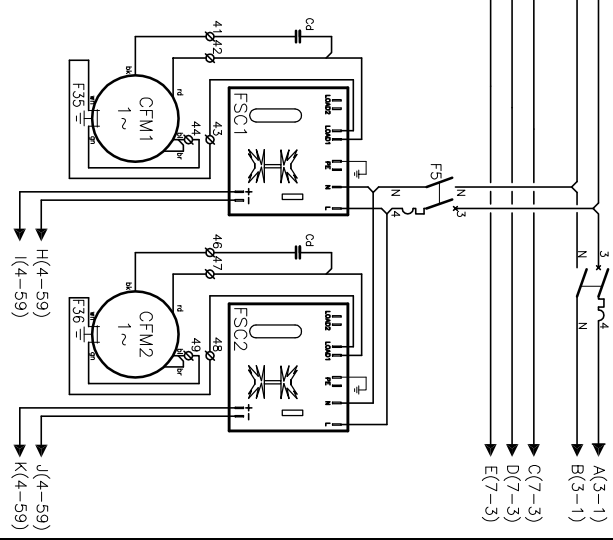 41
42
Cd
bk
rd
CFM1
1~
F35
wh
gn
bl
br
44
43
FSC1
LOAD2
LOAD1
PE
N
L
+
-
H(4-59)
I(4-59)
F5
N
N
4
3
3
4
N
N
A(3-1)
B(3-1)
C(7-3)
D(7-3)
E(7-3)
46
47
Cd
bk
rd
CFM2
1~
F36
wh
gn
bl
br
49
48
FSC2
LOAD2
LOAD1
PE
N
L
+
-
J(4-59)
K(4-59)